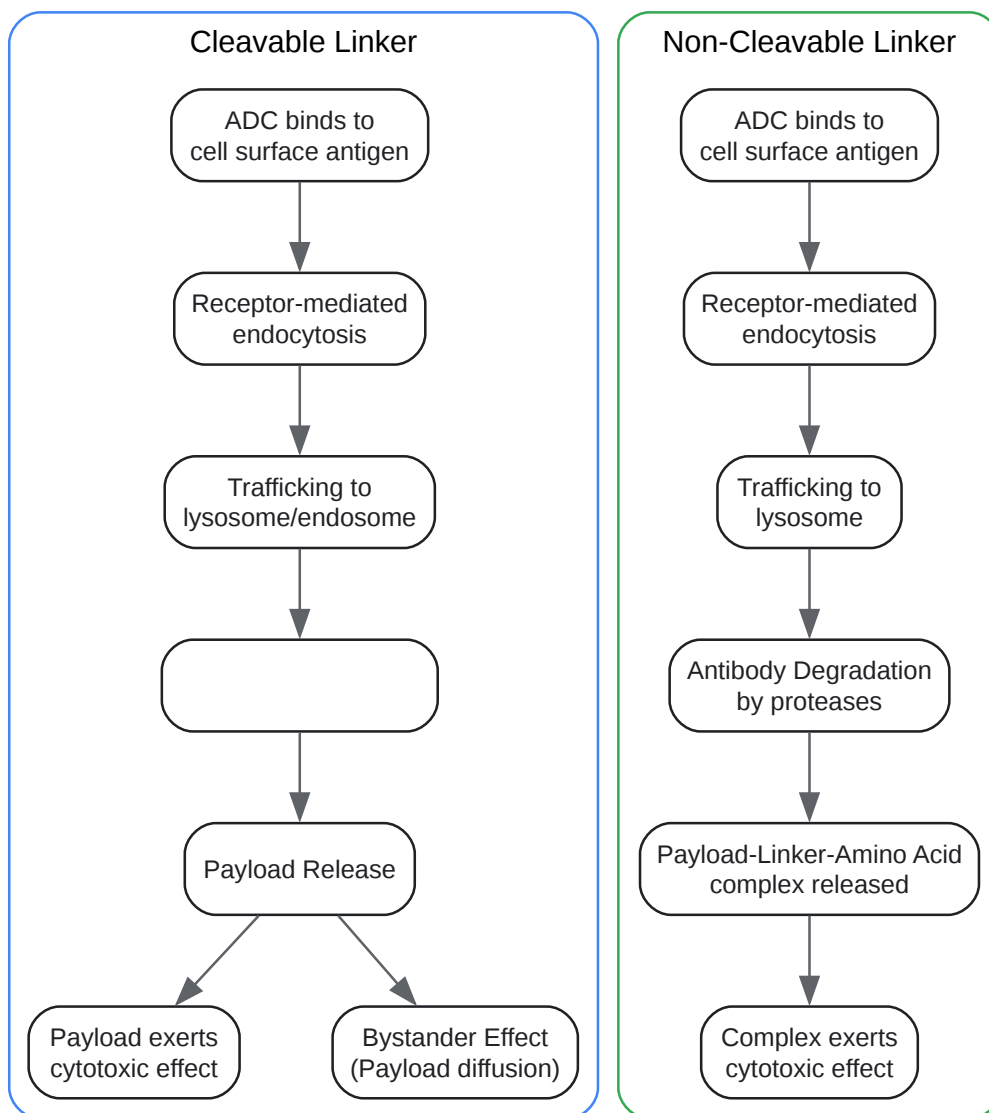 Cleavable Linker
ADC binds to
cell surface antigen
Receptor-mediated
endocytosis
Trafficking to
lysosome/endosome
Payload Release
Payload exerts
cytotoxic effect
Bystander Effect
(Payload diffusion)
Non-Cleavable Linker
ADC binds to
cell surface antigen
Receptor-mediated
endocytosis
Trafficking to
lysosome
Antibody Degradation
by proteases
Payload-Linker-Amino Acid
complex released
Complex exerts
cytotoxic effect